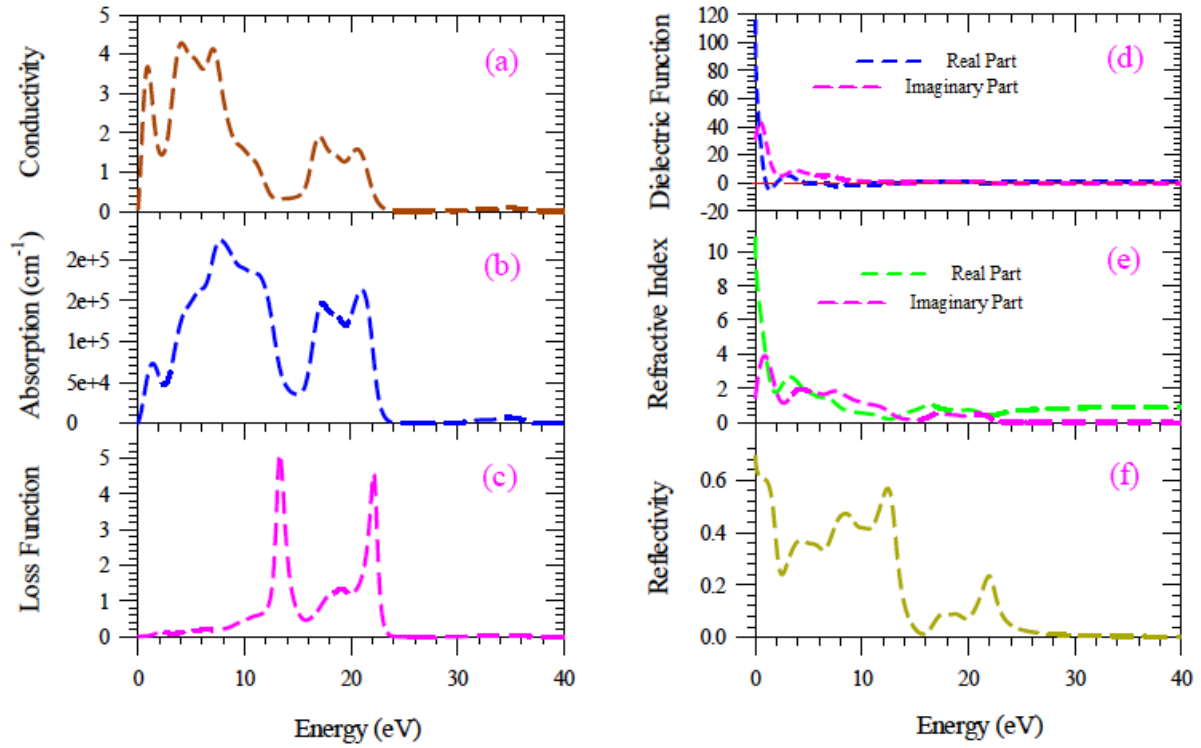 Conductivity
5
4
3
2
1
0
(a)
Absorption (cm⁻¹)
2e+5
2e+5
1e+5
5e+4
0
(b)
Loss Function
5
4
3
2
1
0
(c)
0 10 20 30 40
Energy (eV)
Dielectric Function
120
100
80
60
40
20
0
-20
(d)
Real Part
Imaginary Part
Refractive Index
10
8
6
4
2
0
(e)
Real Part
Imaginary Part
Reflectivity
0.6
0.4
0.2
0.0
(f)
0 10 20 30 40
Energy (eV)